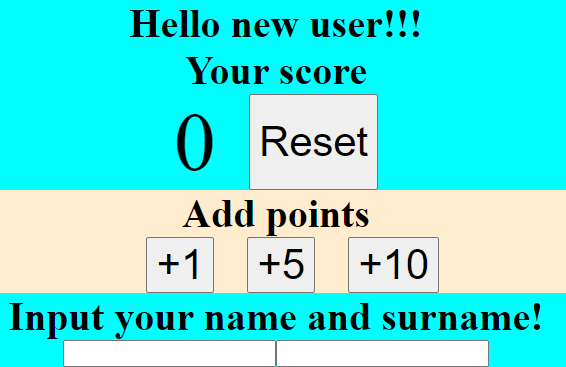 Hello new user!!!
Your score
0 Reset
Add points
+1 +5 +10
Input your name and surname!